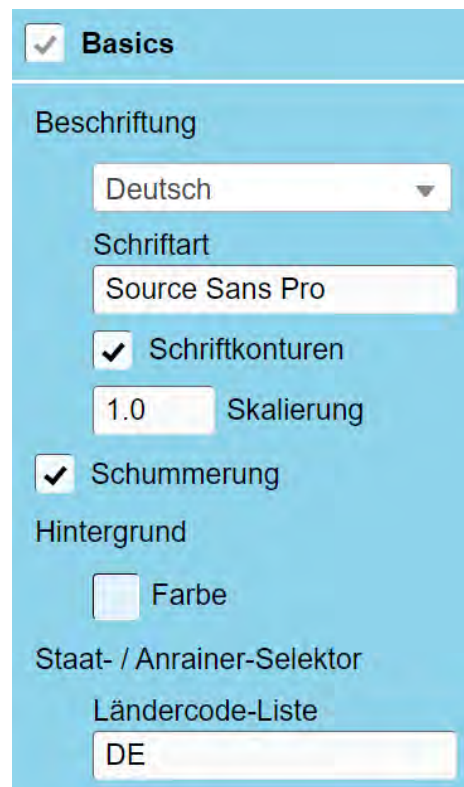 Basics
Beschriftung
Deutsch
Schriftart
Source Sans Pro
Schriftkonturen
1.0 Skalierung
Schummerung
Hintergrund
Farbe
Staat- / Anrainer-Selektor
Ländercode-Liste
DE